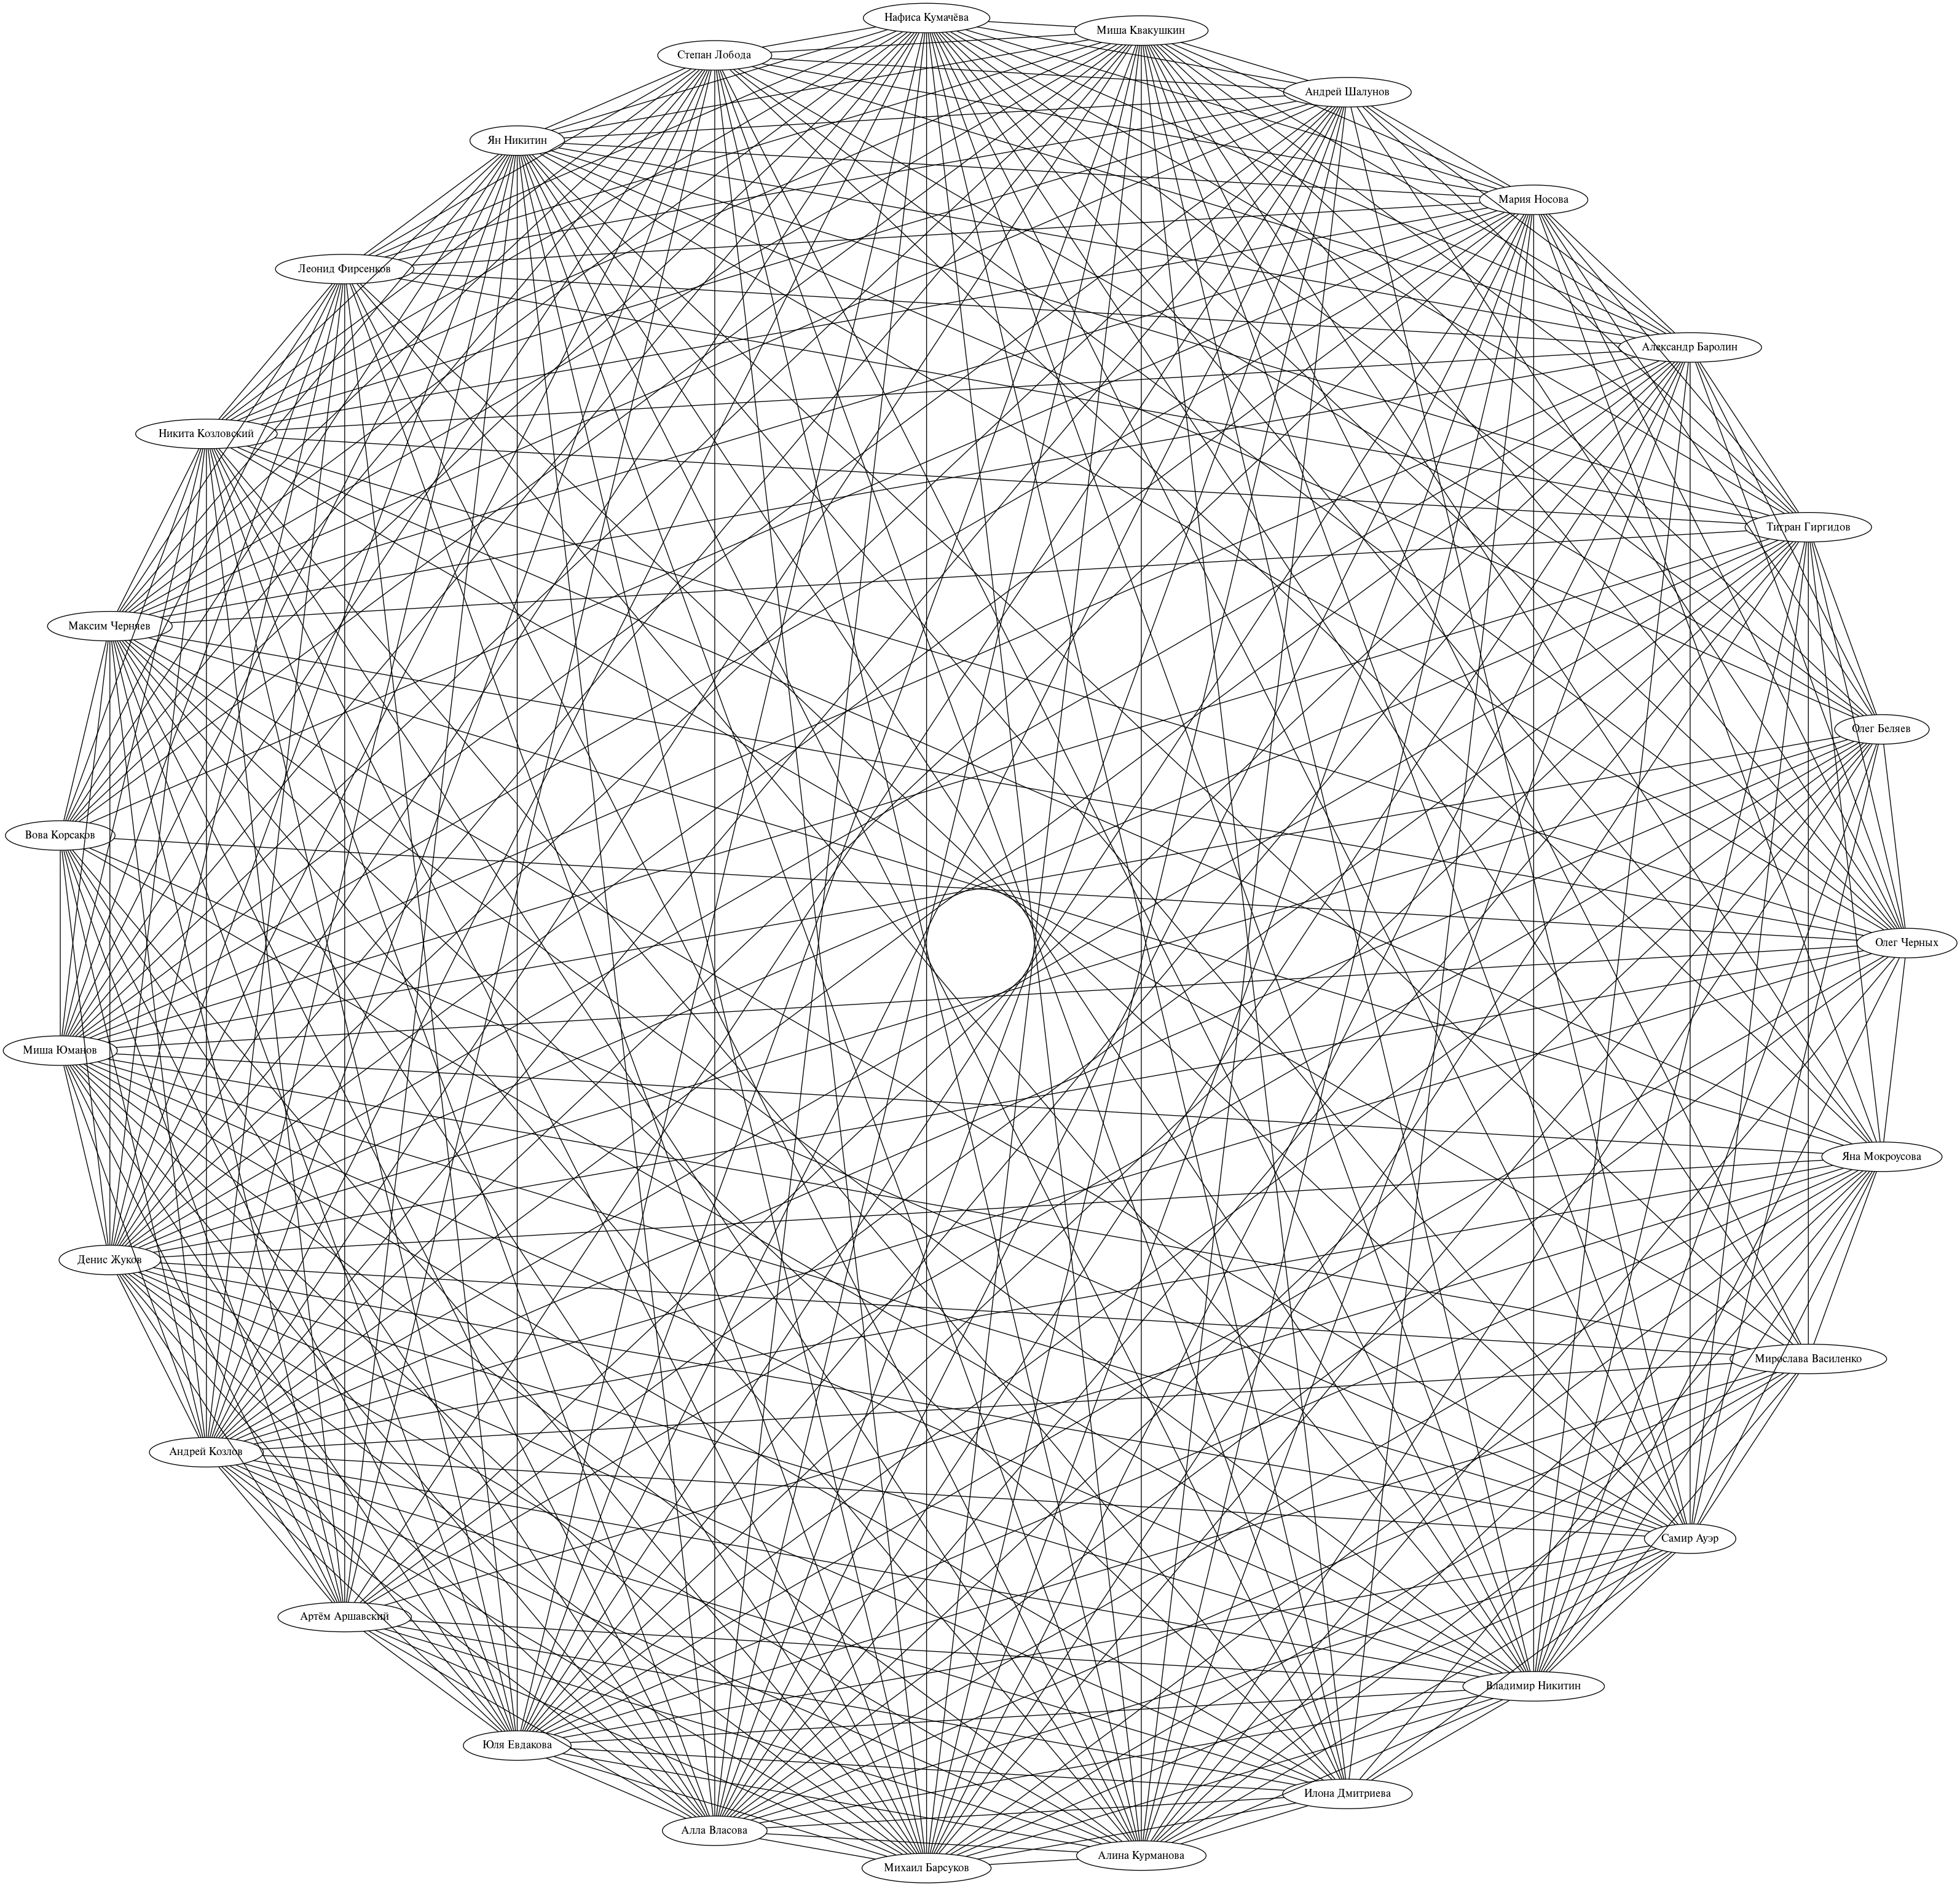 Нафиса Кумачёва
Миша Квакушкин
Степан Лобода
Андрей Шалунов
Ян Никитин
Мария Носова
Леонид Фирсенков
Александр Баролин
Никита Козловский
Тигран Гиргидов
Максим Черняев
Олег Беляев
Вова Корсаков
Олег Черных
Миша Юманов
Яна Мокроусова
Денис Жуков
Мирослава Василенко
Андрей Козлов
Самир Ауэр
Артём Аршавский
Владимир Никитин
Юля Евдакова
Илона Дмитриева
Алла Власова
Алина Курманова
Михаил Барсуков